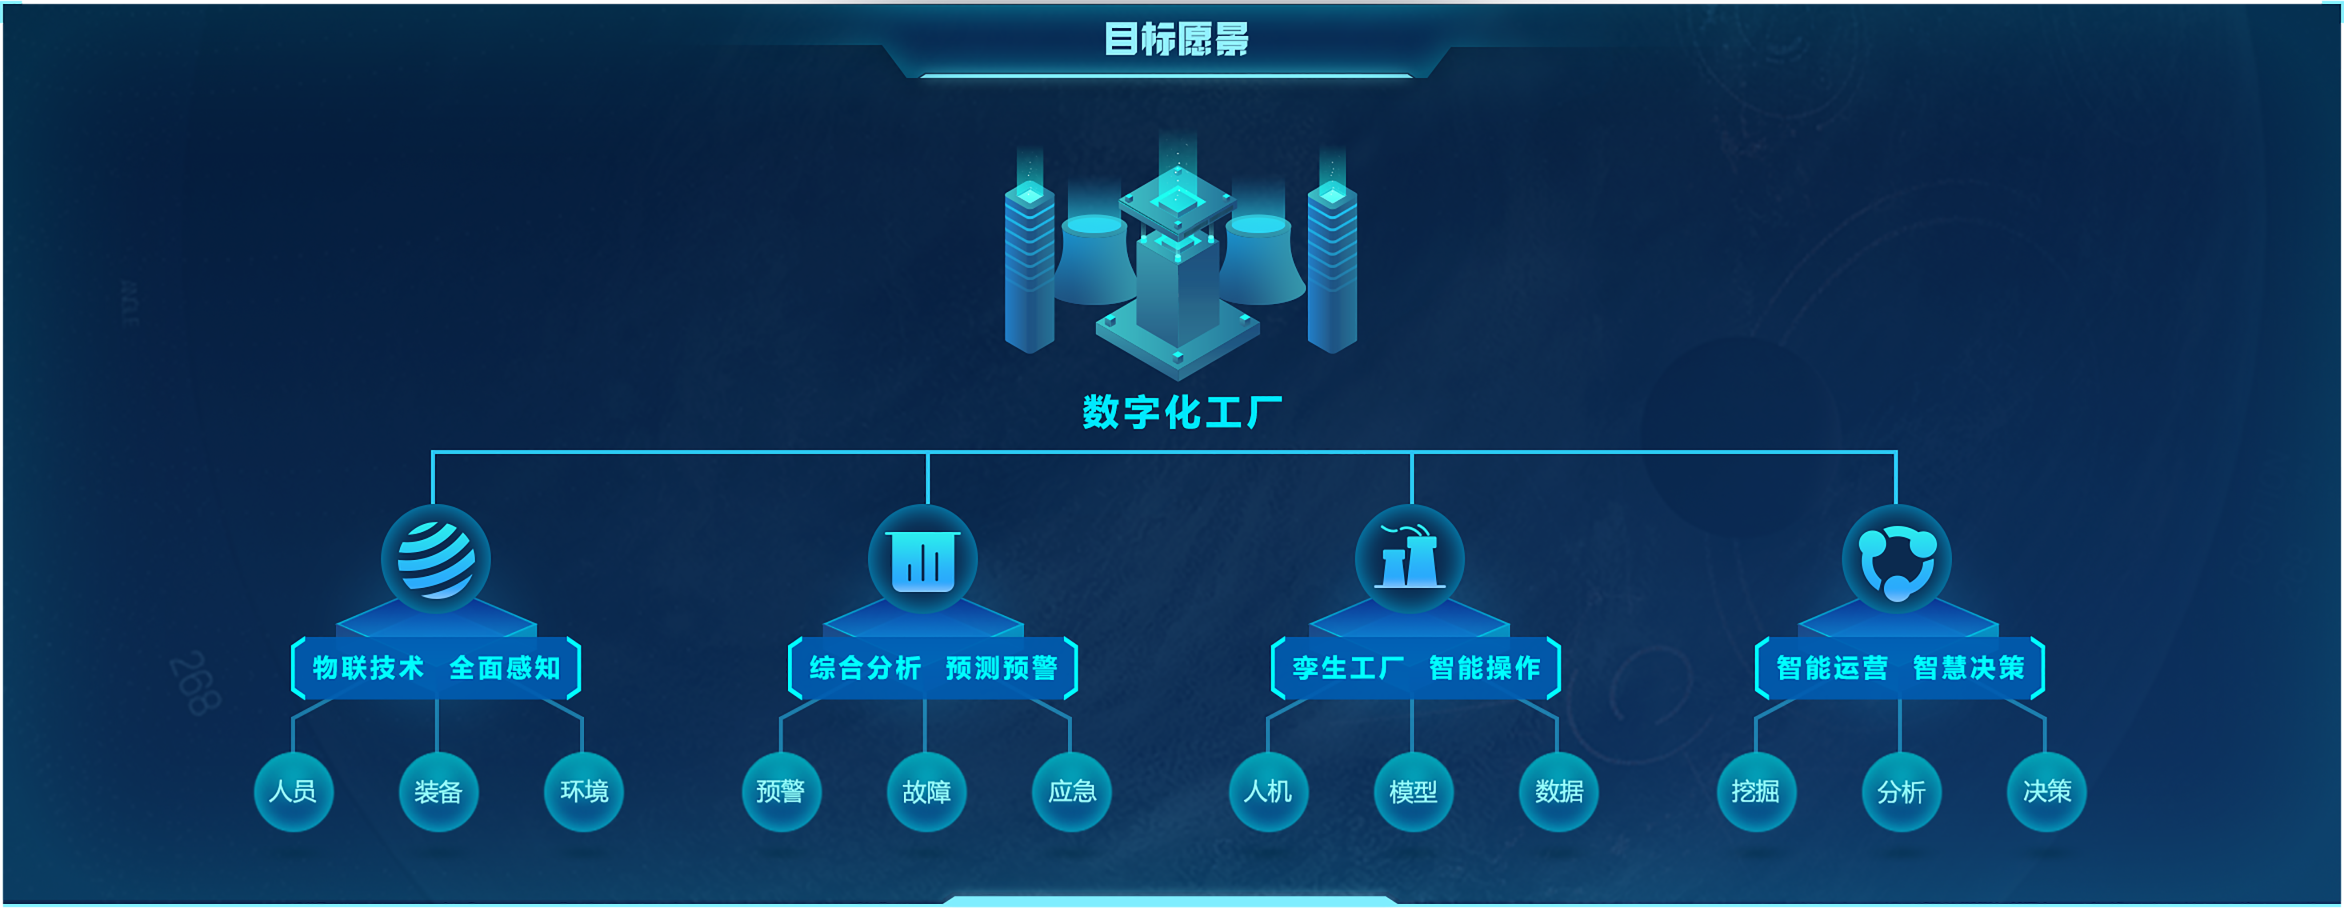 目标愿景
数字化工厂
物联技术 全面感知
综合分析 预测预警
孪生工厂 智能操作
智能运营 智慧决策
人员
装备
环境
预警
故障
应急
人机
模型
数据
挖掘
分析
决策
268